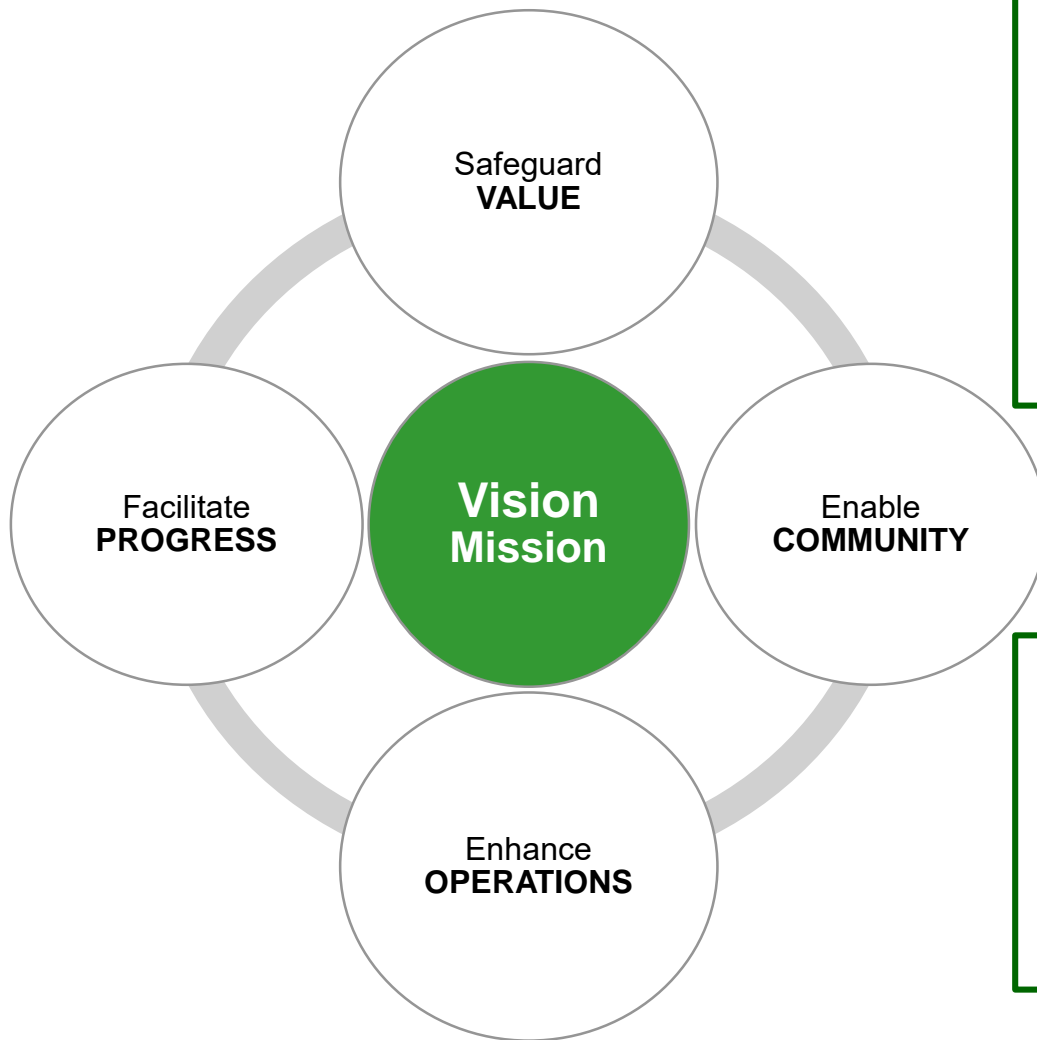 Safeguard
VALUE
Facilitate
PROGRESS
Vision
Mission
Enable
COMMUNITY
Enhance
OPERATIONS